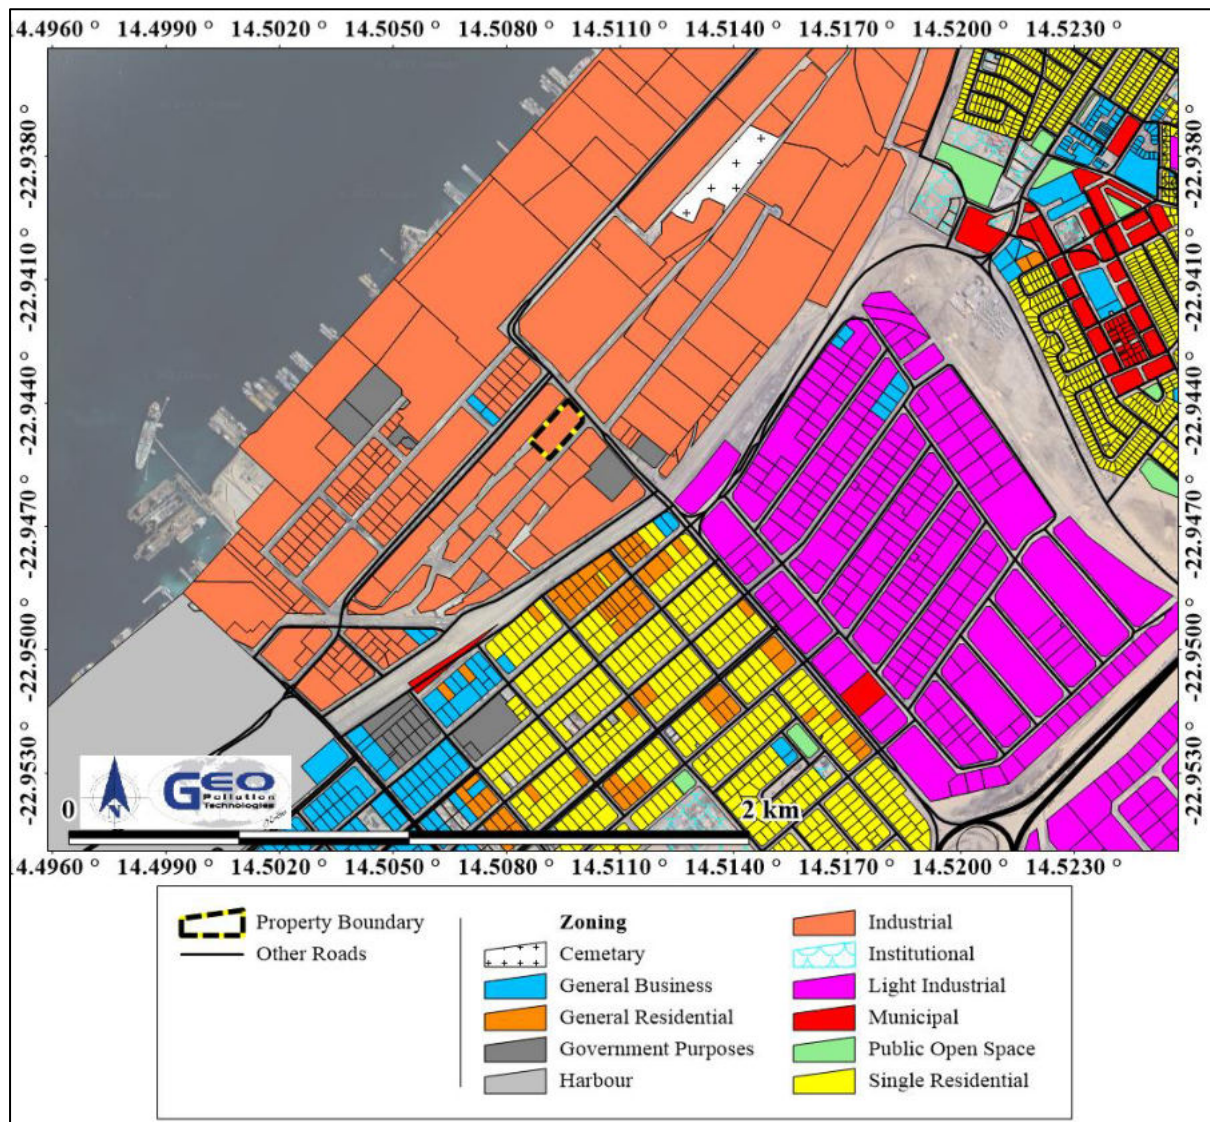 14.4960 ° 14.4990 ° 14.5020 ° 14.5050 ° 14.5080 ° 14.5110 ° 14.5140 ° 14.5170 ° 14.5200 ° 14.5230 °
-22.9380 °
-22.9410 °
-22.9440 °
-22.9470 °
-22.9500 °
-22.9530 °
-22.9380 °
-22.9410 °
-22.9440 °
-22.9470 °
-22.9500 °
-22.9530 °
GEO
Pollution
Technologies
0
2 km
14.4960 ° 14.4990 ° 14.5020 ° 14.5050 ° 14.5080 ° 14.5110 ° 14.5140 ° 14.5170 ° 14.5200 ° 14.5230 °
Property Boundary
Other Roads
Zoning
Cemetary
General Business
General Residential
Government Purposes
Harbour
Industrial
Institutional
Light Industrial
Municipal
Public Open Space
Single Residential